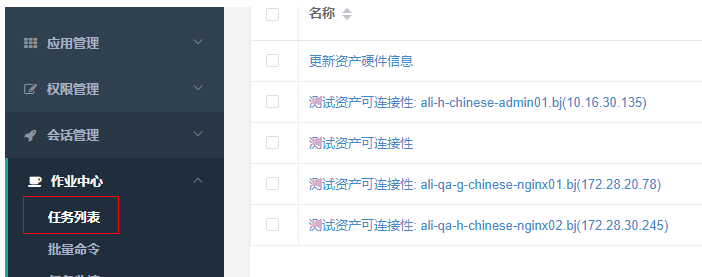 应用管理
权限管理
会话管理
作业中心
任务列表
批量命令
名称
更新资产硬件信息
测试资产可连接性: ali-h-chinese-admin01.bj(10.16.30.135)
测试资产可连接性
测试资产可连接性: ali-qa-g-chinese-nginx01.bj(172.28.20.78)
测试资产可连接性: ali-qa-h-chinese-nginx02.bj(172.28.30.245)